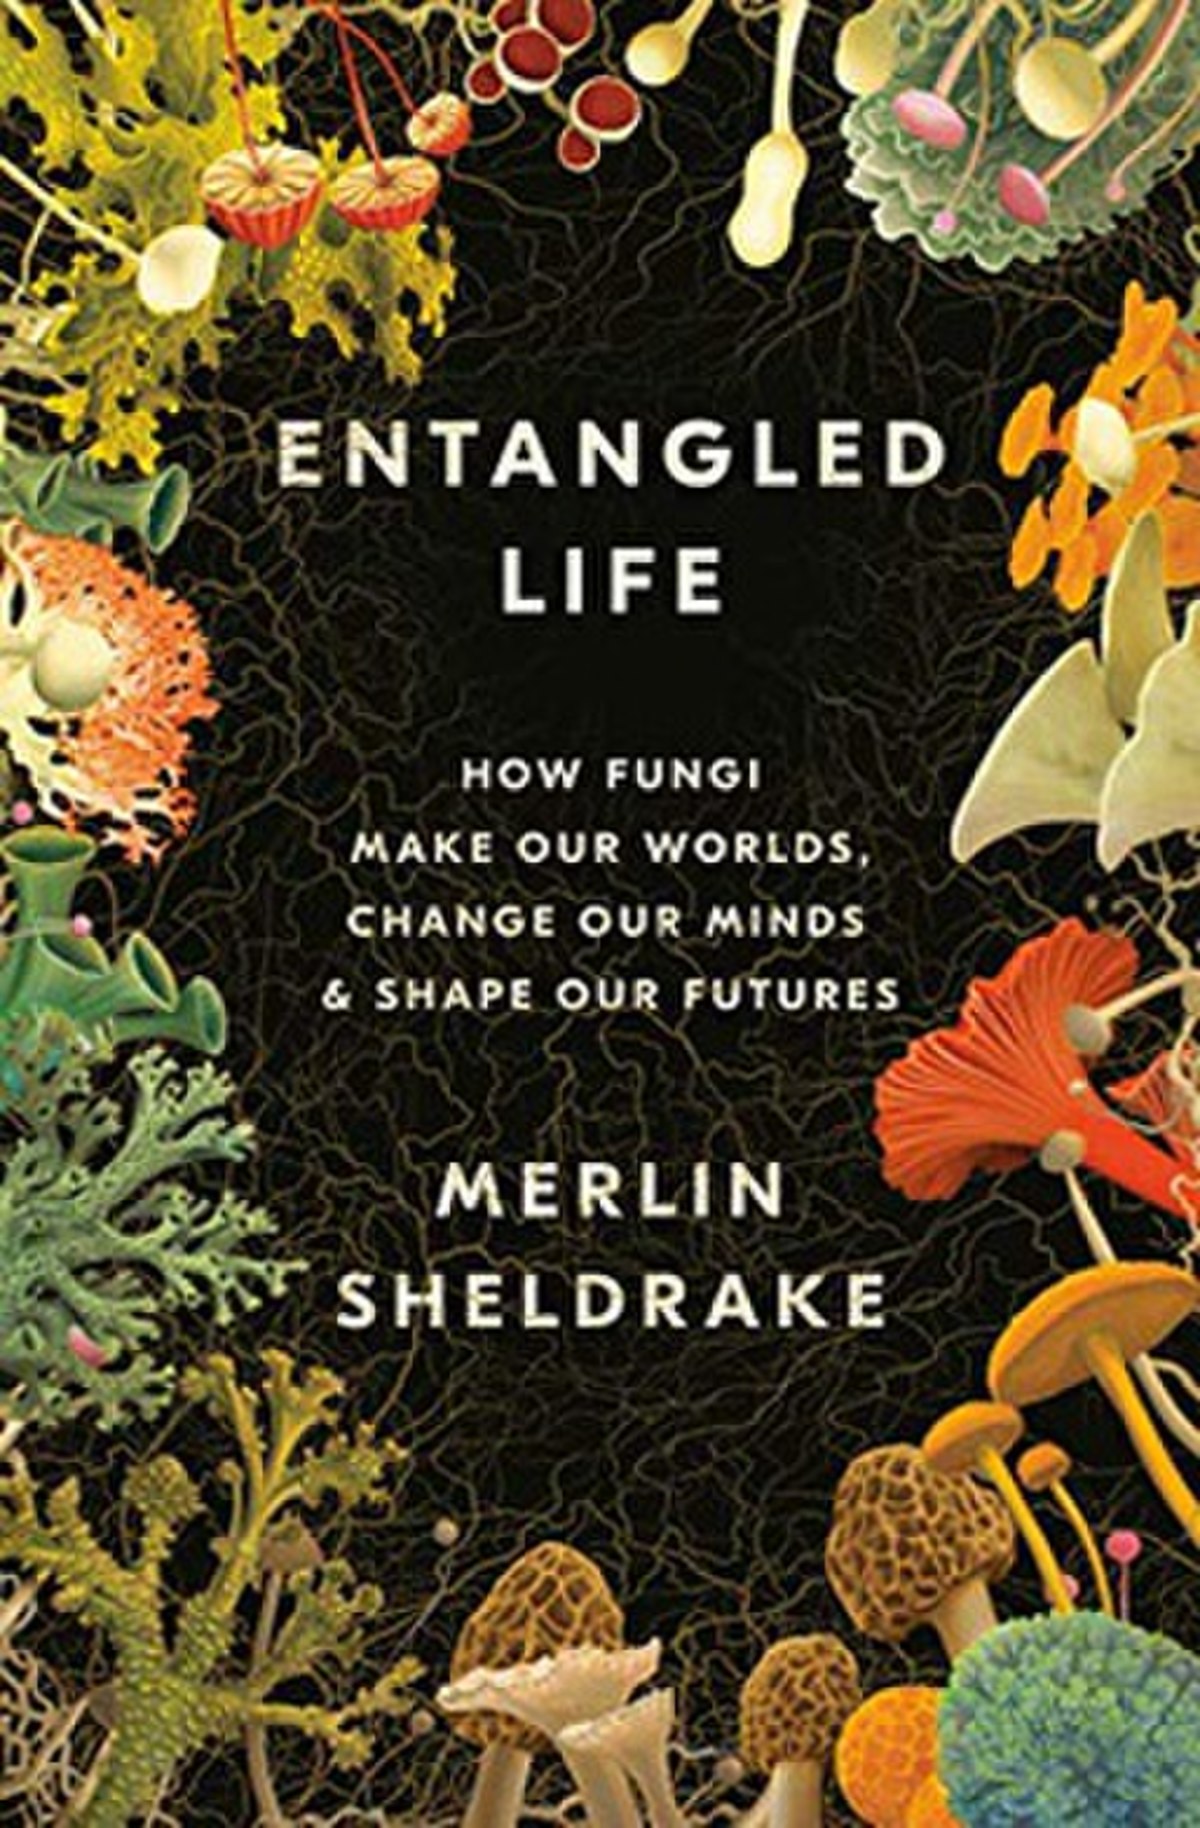 ENTANGLED
LIFE
HOW FUNGI
MAKE OUR WORLDS,
CHANGE OUR MINDS
& SHAPE OUR FUTURES
MERLIN
SHELDRAKE